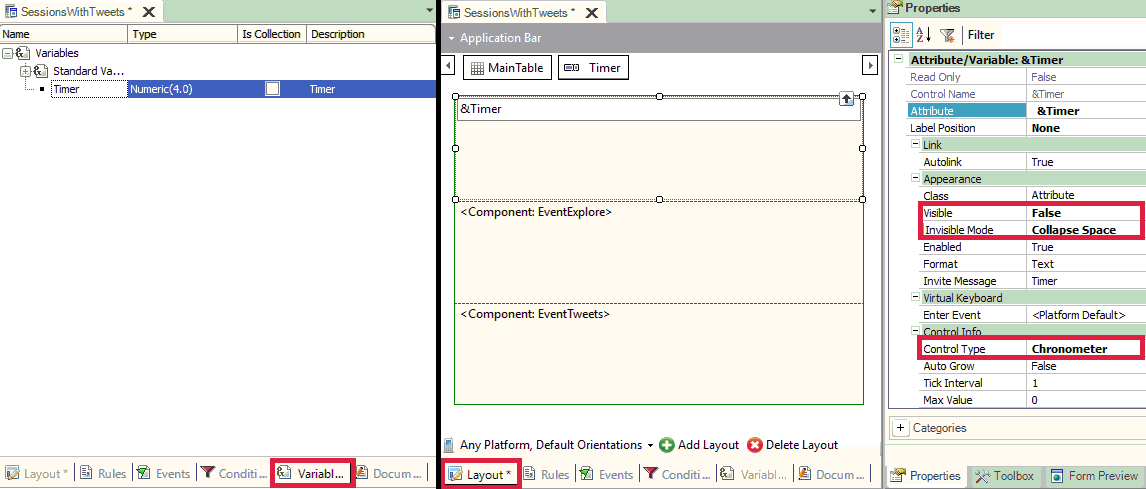 SessionsWithTweets *
Name Type Is Collection Description
Variables
Standard Va...
Timer Numeric(4.0) Timer
Layout * Rules Events Conditi... Variabl... Docum...
SessionsWithTweets *
Application Bar
MainTable Timer
&Timer
<Component: EventExplore>
<Component: EventTweets>
Any Platform, Default Orientations Add Layout Delete Layout
Layout * Rules Events Conditi... Variabl... Docum...
Properties
Filter
Attribute/Variable: &Timer
Read Only False
Control Name &Timer
Attribute &Timer
Label Position None
Link
Autolink True
Appearance
Class Attribute
Visible False
Invisible Mode Collapse Space
Enabled True
Format Text
Invite Message Timer
Virtual Keyboard
Enter Event <Platform Default>
Control Info
Control Type Chronometer
Auto Grow False
Tick Interval 1
Max Value 0
Categories
Properties Toolbox Form Preview